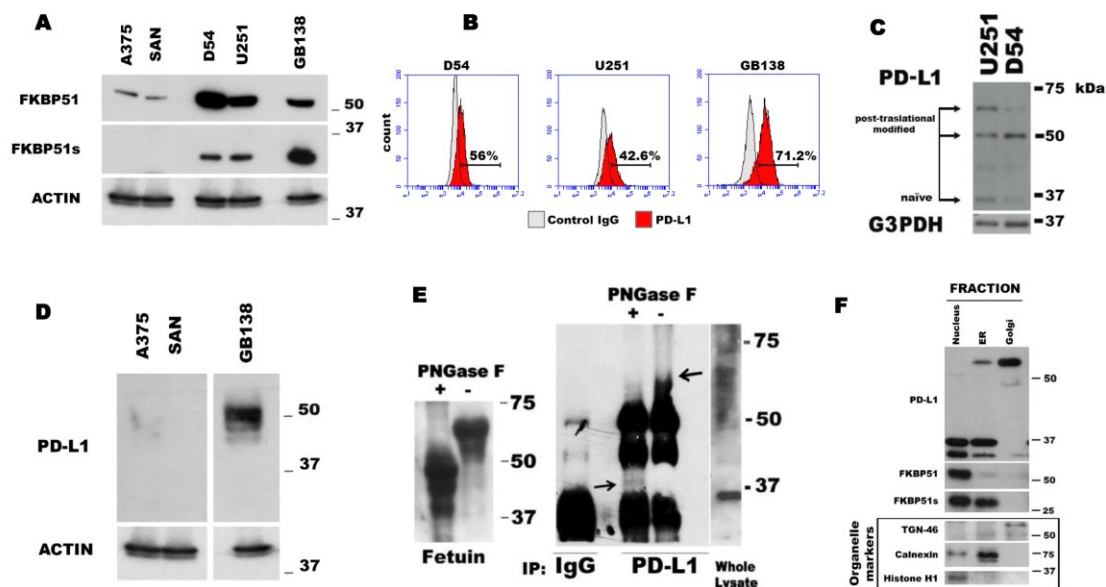 A
A375
SAN
D54
U251
GB138
FKBP51
50
37
FKBP51s
ACTIN
37
B
D54
U251
GB138
count
56%
42.6%
71.2%
Control IgG
PD-L1
C
U251
D54
PD-L1
75
kDa
post-traslational
modified
50
naïve
37
G3PDH
37
D
A375
SAN
GB138
PD-L1
50
37
ACTIN
37
E
PNGase F
+ -
75
50
37
Fetuin
PNGase F
+ -
75
50
37
IP: IgG PD-L1
Whole
Lysate
F
FRACTION
Nucleus
ER
Golgi
PD-L1
50
37
FKBP51
50
37
FKBP51s
25
Organelle
markers
TGN-46
50
Calnexin
75
Histone H1
37